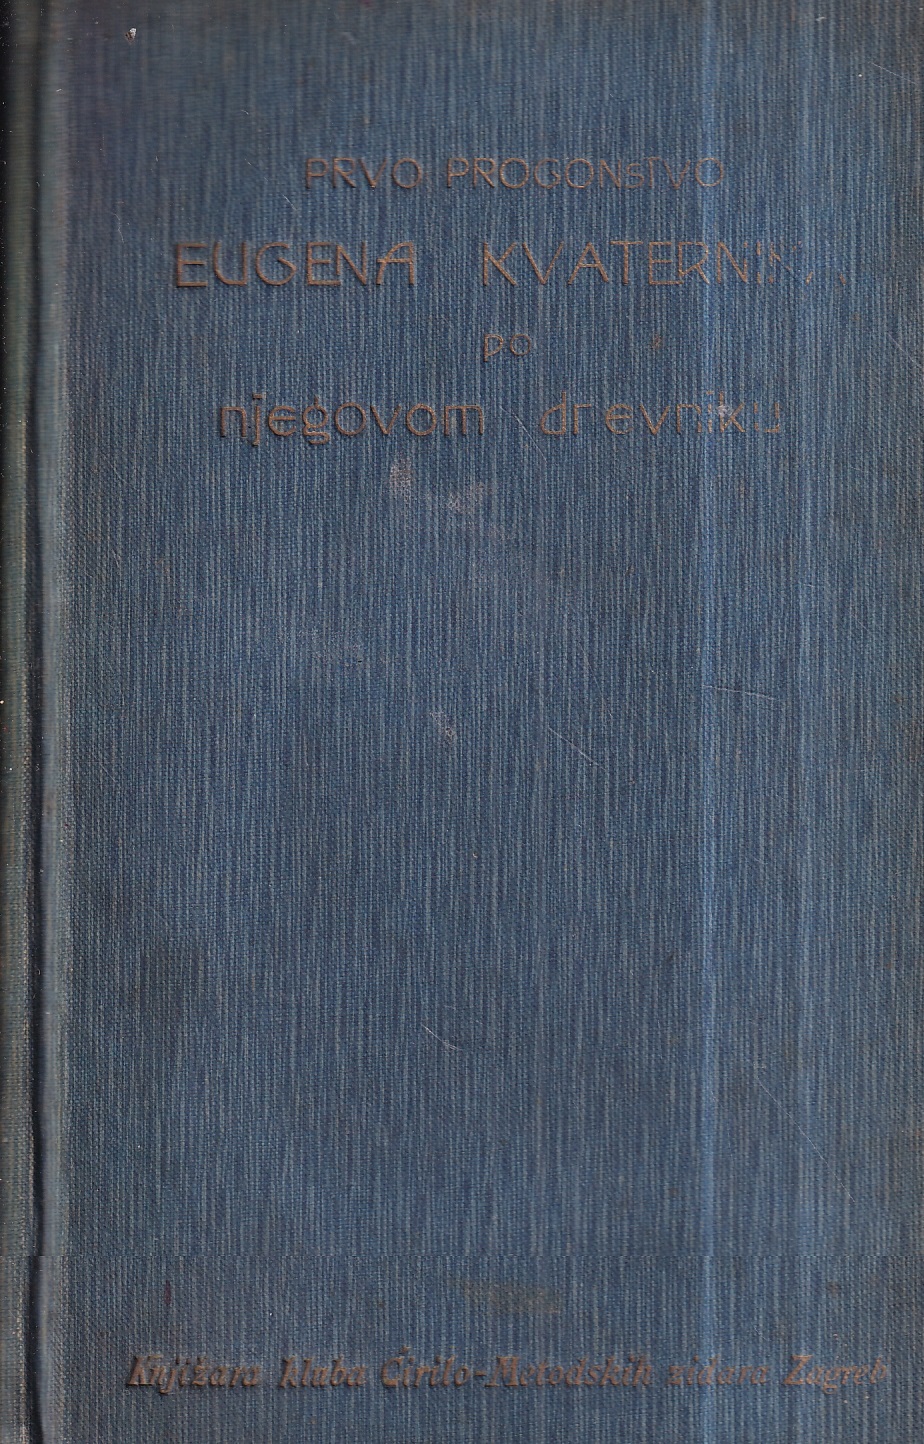 PRVO PROGONSTVO
EUGENA KVATERNIKA
PO
njegovom dnevniku
Knjižara kluba Ćirilo-Metodskih zidara Zagreb